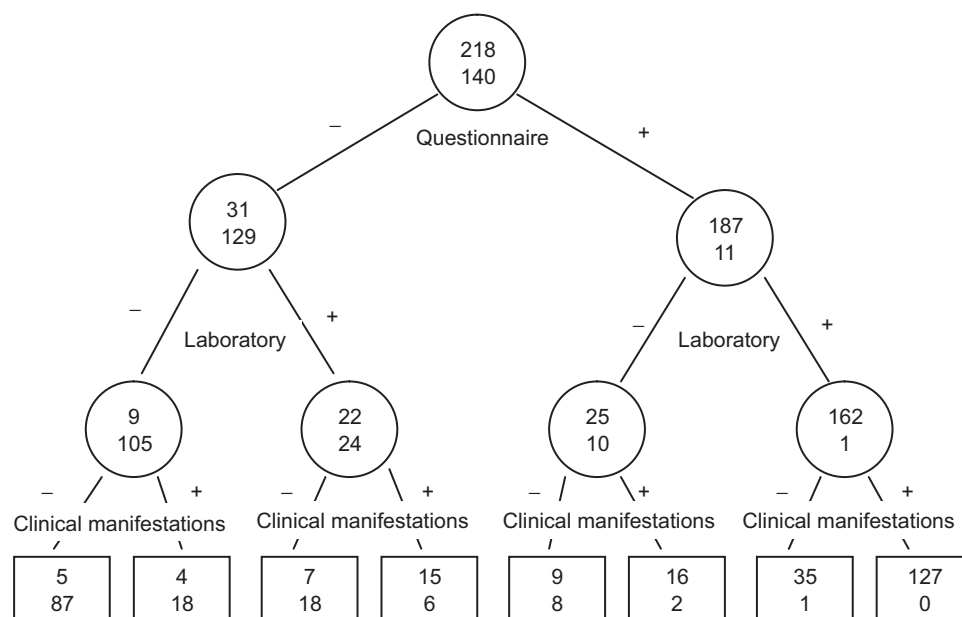 218
140
− +
Questionnaire
31
129
187
11
− +
− +
Laboratory Laboratory
9
105
22
24
25
10
162
1
− + − + − + − +
Clinical manifestations Clinical manifestations Clinical manifestations Clinical manifestations
5 4 7 15 9 16 35 127
87 18 18 6 8 2 1 0